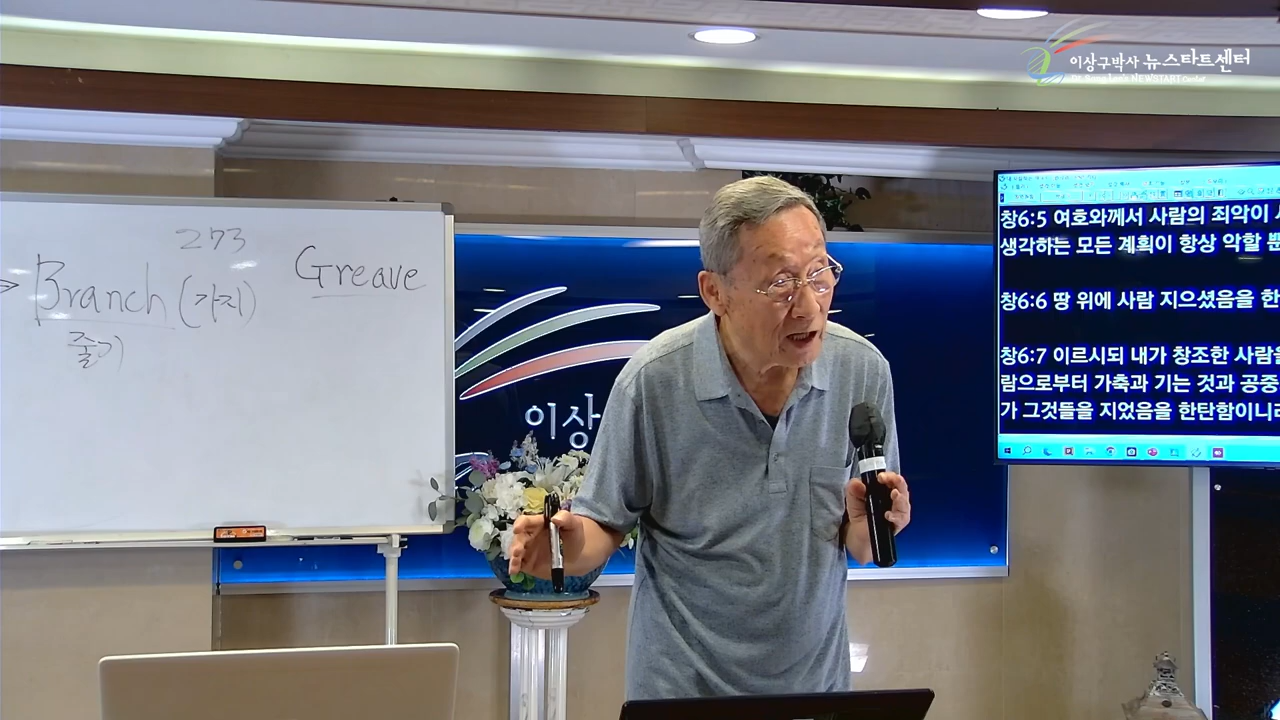 이상구박사 뉴스타트센터
Dr. Sang Lee's NEWSTART Center
273
Branch (가지)
줄기
Greave
이상
창6:5 여호와께서 사람의 죄악이
생각하는 모든 계획이 항상 악할 뿐
창6:6 땅 위에 사람 지으셨음을 한
창6:7 이르시되 내가 창조한 사람을
람으로부터 가축과 기는 것과 공중
가 그것들을 지었음을 한탄함이니라